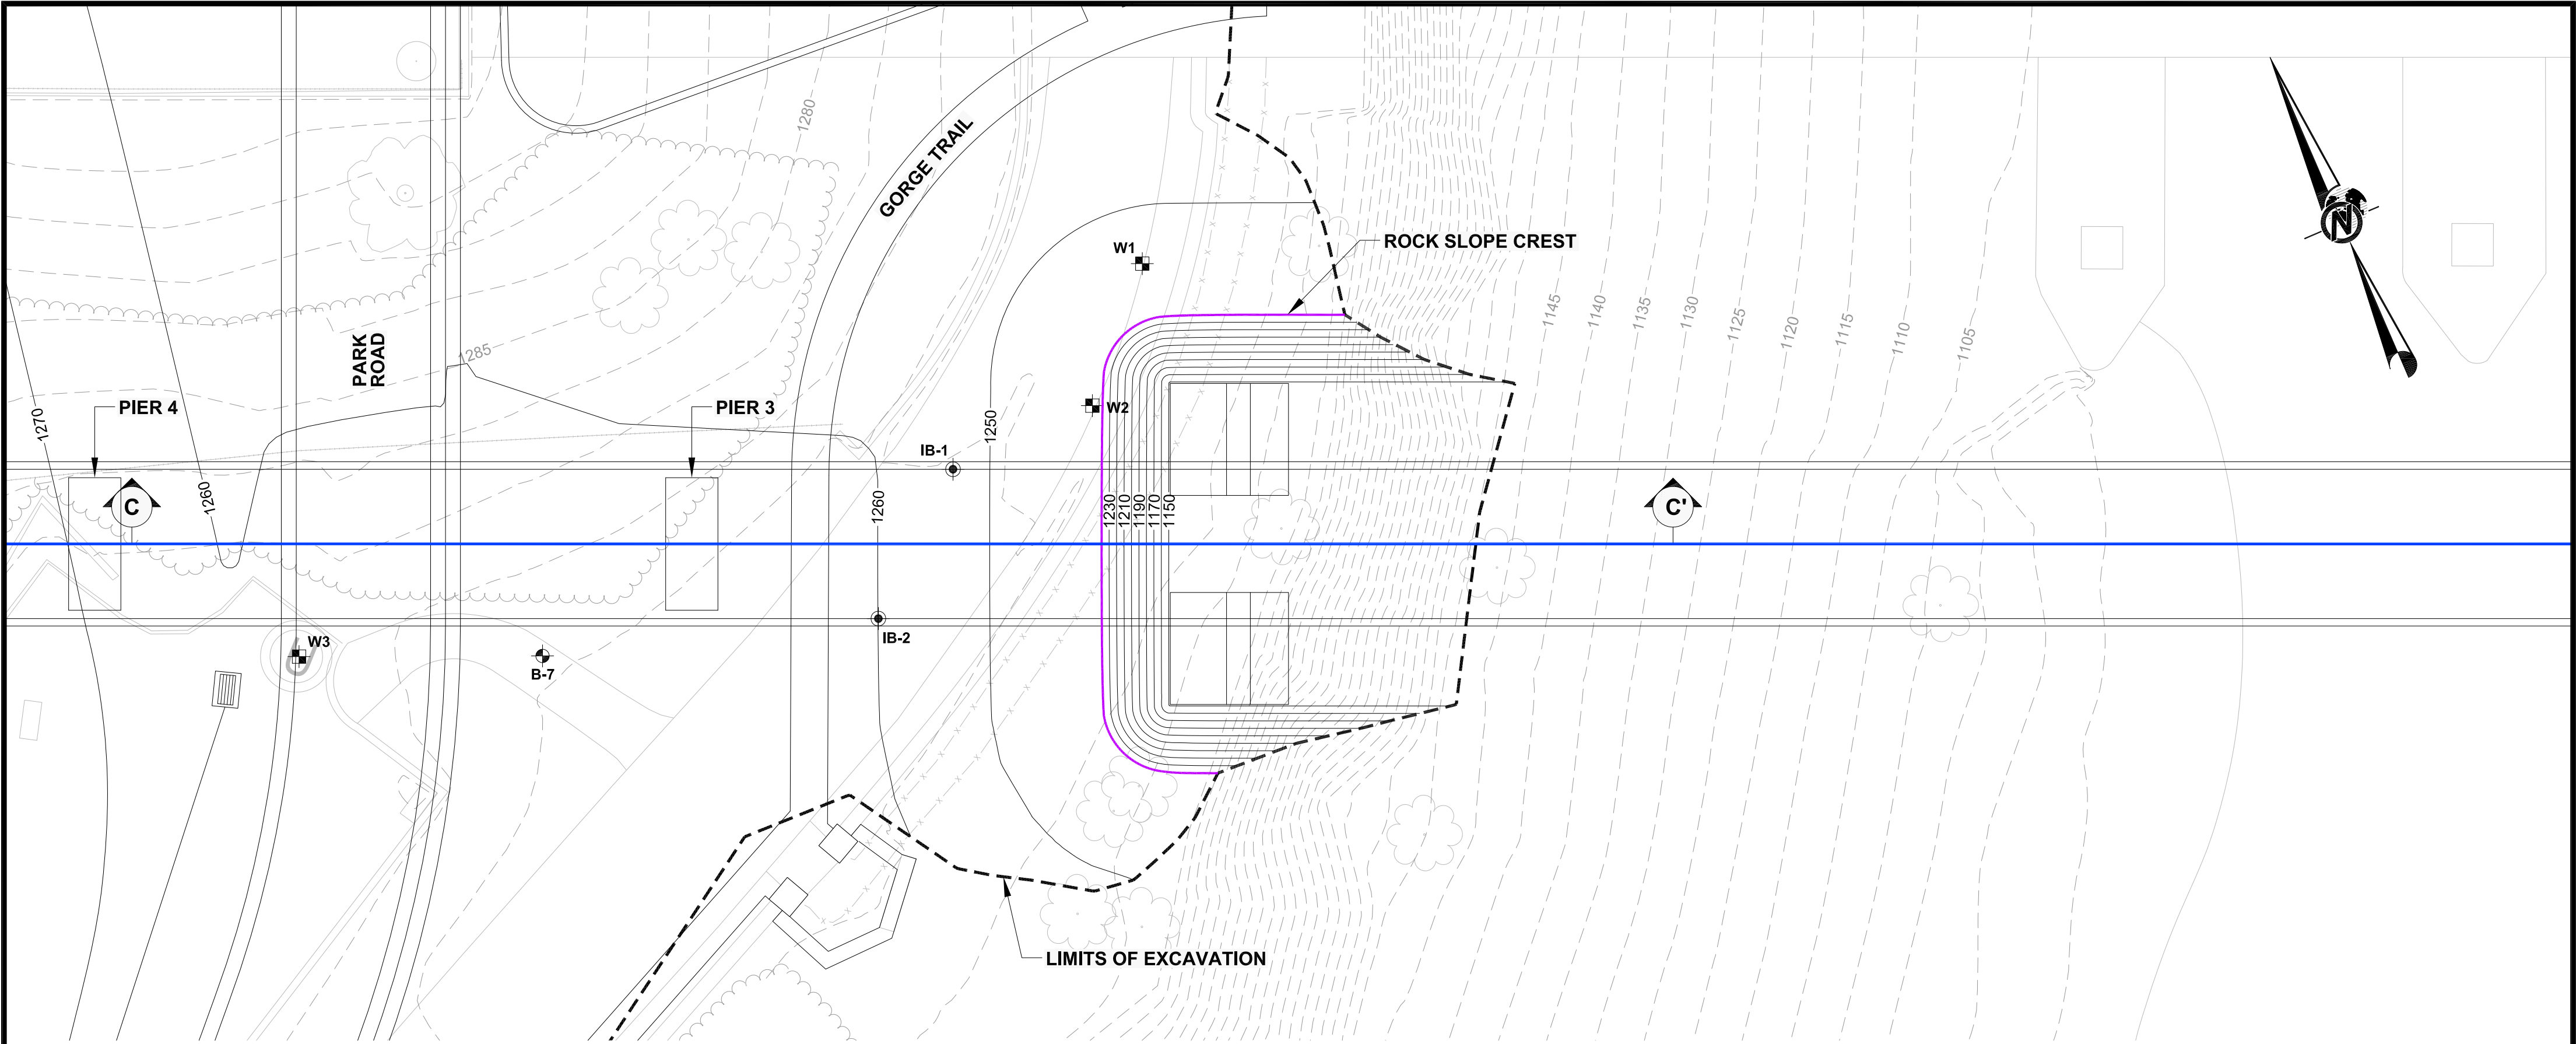 1280
GORGE TRAIL
W1
ROCK SLOPE CREST
N
1145
1140
1135
1130
1125
1120
1115
1110
1105
PARK
ROAD
1285
PIER 4
PIER 3
W2
1270
1250
IB-1
1260
1260
C
1230
1210
1190
1170
1150
C'
W3
IB-2
B-7
LIMITS OF EXCAVATION